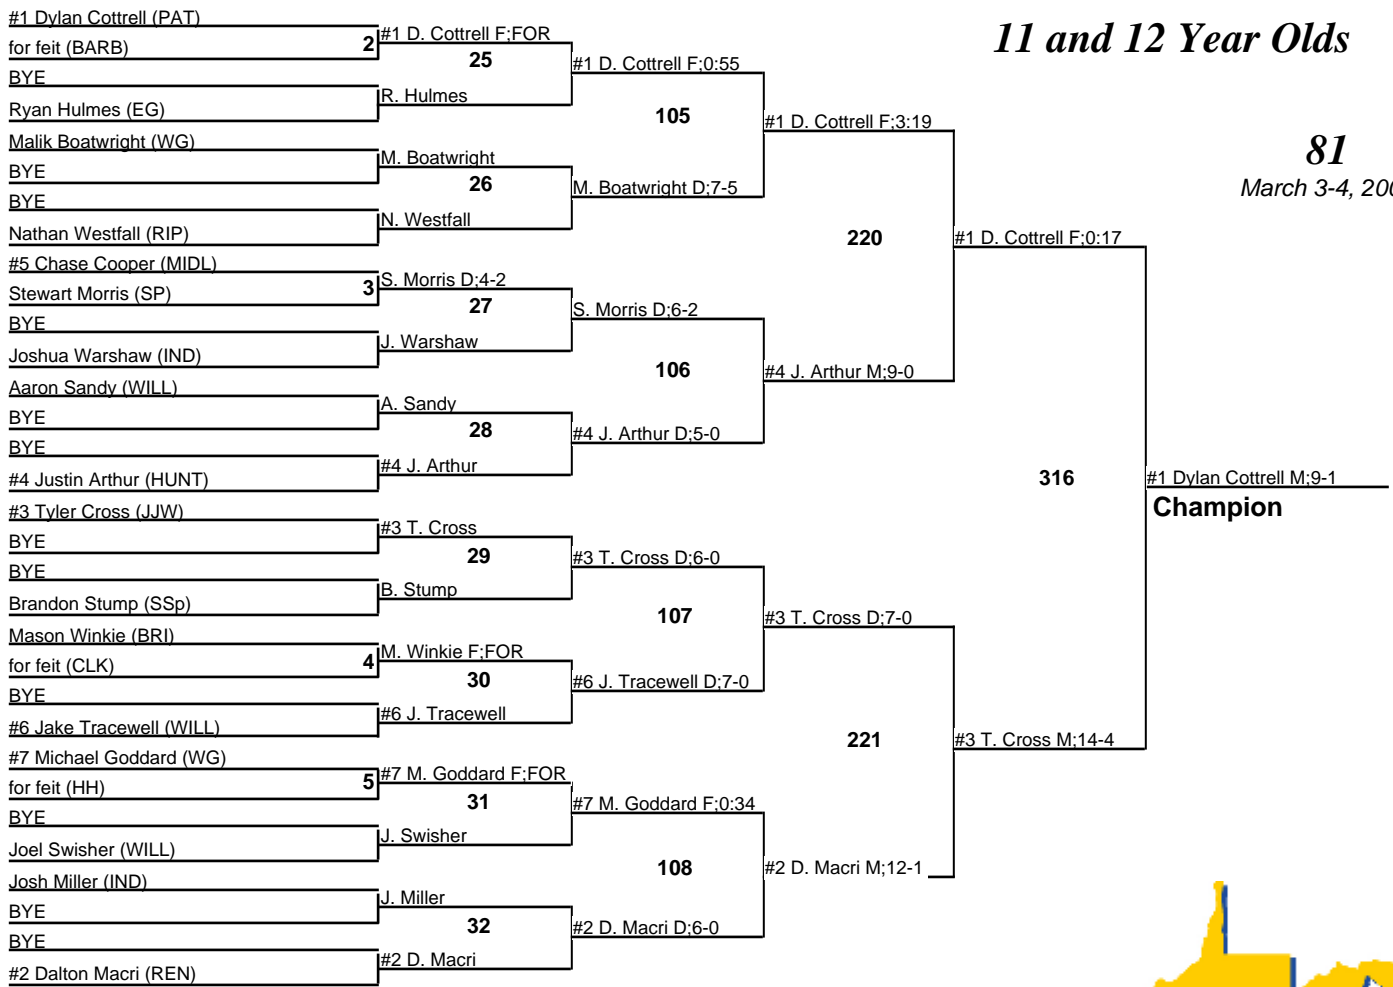 11 and 12 Year Olds
81
March 3-4, 200
#1 Dylan Cottrell (PAT)
for feit (BARB)
BYE
Ryan Hulmes (EG)
Malik Boatwright (WG)
BYE
BYE
Nathan Westfall (RIP)
#5 Chase Cooper (MIDL)
Stewart Morris (SP)
BYE
Joshua Warshaw (IND)
Aaron Sandy (WILL)
BYE
BYE
#4 Justin Arthur (HUNT)
#3 Tyler Cross (JJW)
BYE
BYE
Brandon Stump (SSp)
Mason Winkie (BRI)
for feit (CLK)
BYE
#6 Jake Tracewell (WILL)
#7 Michael Goddard (WG)
for feit (HH)
BYE
Joel Swisher (WILL)
Josh Miller (IND)
BYE
BYE
#2 Dalton Macri (REN)
2
3
4
5
#1 D. Cottrell F;FOR
25
R. Hulmes
M. Boatwright
26
N. Westfall
S. Morris D;4-2
27
J. Warshaw
A. Sandy
28
#4 J. Arthur
#3 T. Cross
29
B. Stump
M. Winkie F;FOR
30
#6 J. Tracewell
#7 M. Goddard F;FOR
31
J. Swisher
J. Miller
32
#2 D. Macri
#1 D. Cottrell F;0:55
105
M. Boatwright D;7-5
S. Morris D;6-2
106
#4 J. Arthur D;5-0
#3 T. Cross D;6-0
107
#6 J. Tracewell D;7-0
#7 M. Goddard F;0:34
108
#2 D. Macri D;6-0
#1 D. Cottrell F;3:19
220
#4 J. Arthur M;9-0
#3 T. Cross D;7-0
221
#2 D. Macri M;12-1
#1 D. Cottrell F;0:17
316
#3 T. Cross M;14-4
#1 Dylan Cottrell M;9-1
Champion